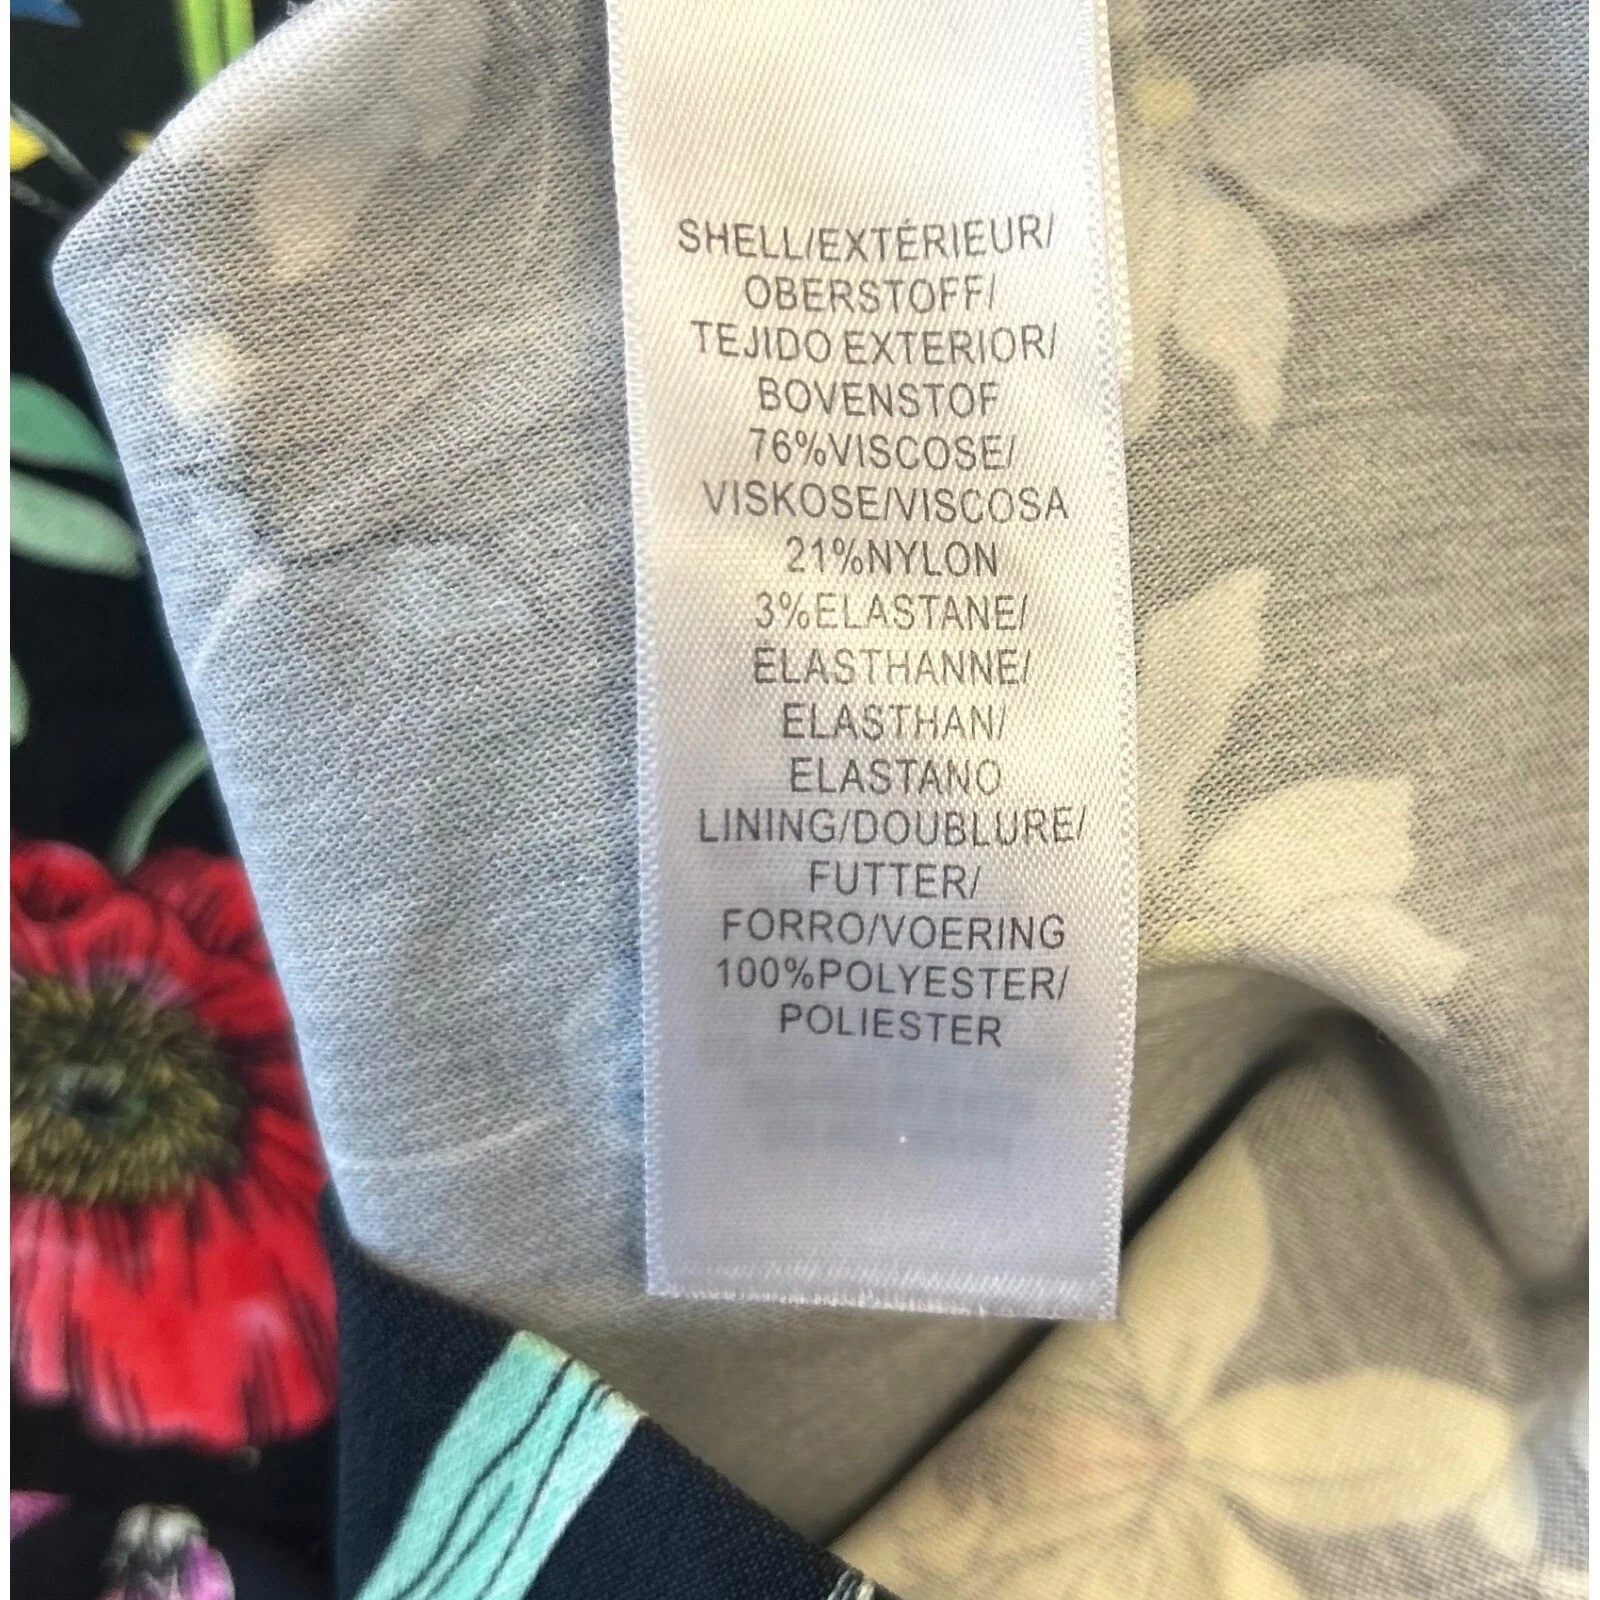 SHELL/EXTÉRIEUR/
OBERSTOFF/
TEJIDO EXTERIOR/
BOVENSTOF
76%VISCOSE/
VISKOSE/VISCOSA
21%NYLON
3%ELASTANE/
ÉLASTHANNE/
ELASTHAN/
ELASTANO
LINING/DOUBLURE/
FUTTER/
FORRO/VOERING
100%POLYESTER/
POLIESTER